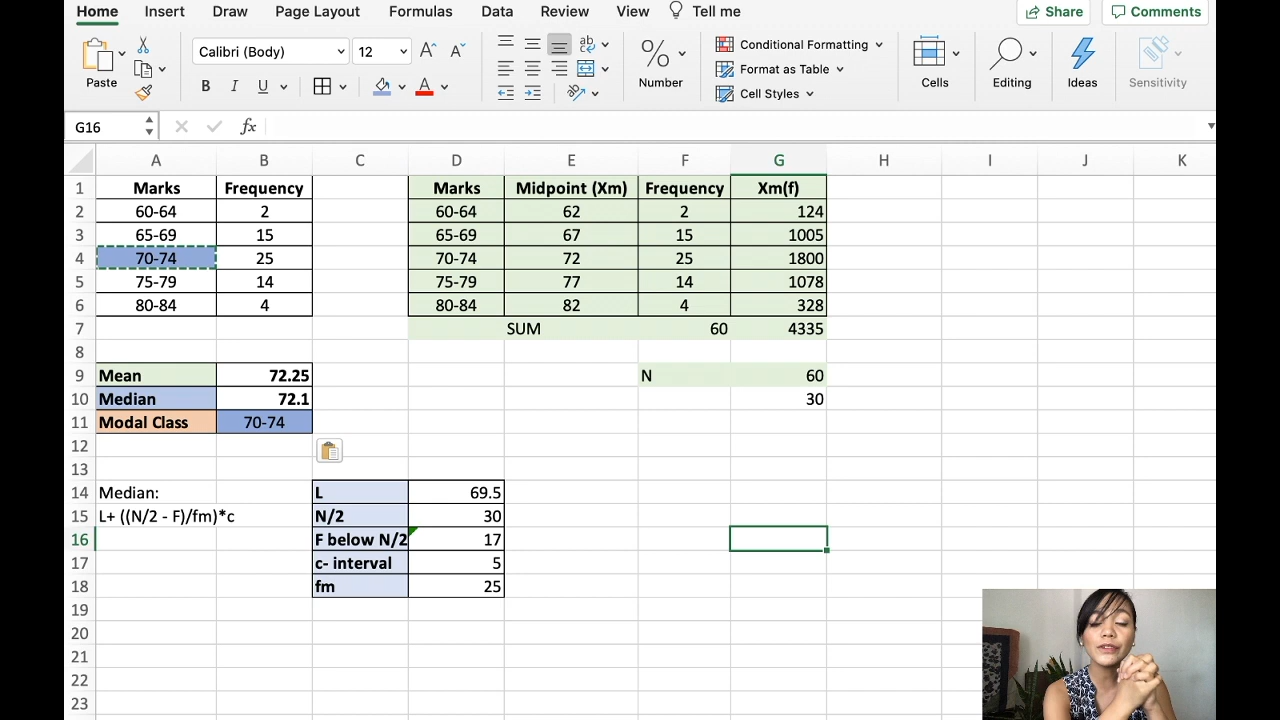 Home Insert Draw Page Layout Formulas Data Review View Tell me Share Comments
Calibri (Body) 12 A^ A˅ ab Conditional Formatting
Paste B I U A % Number Format as Table Cells Editing Ideas Sensitivity
Cell Styles
G16 fx
A B C D E F G H I J K
1 Marks Frequency Marks Midpoint (Xm) Frequency Xm(f)
2 60-64 2 60-64 62 2 124
3 65-69 15 65-69 67 15 1005
4 70-74 25 70-74 72 25 1800
5 75-79 14 75-79 77 14 1078
6 80-84 4 80-84 82 4 328
7 SUM 60 4335
8
9 Mean 72.25 N 60
10 Median 72.1 30
11 Modal Class 70-74
12
13
14 Median: L 69.5
15 L+ ((N/2 - F)/fm)*c N/2 30
16 F below N/2 17
17 c- interval 5
18 fm 25
19
20
21
22
23